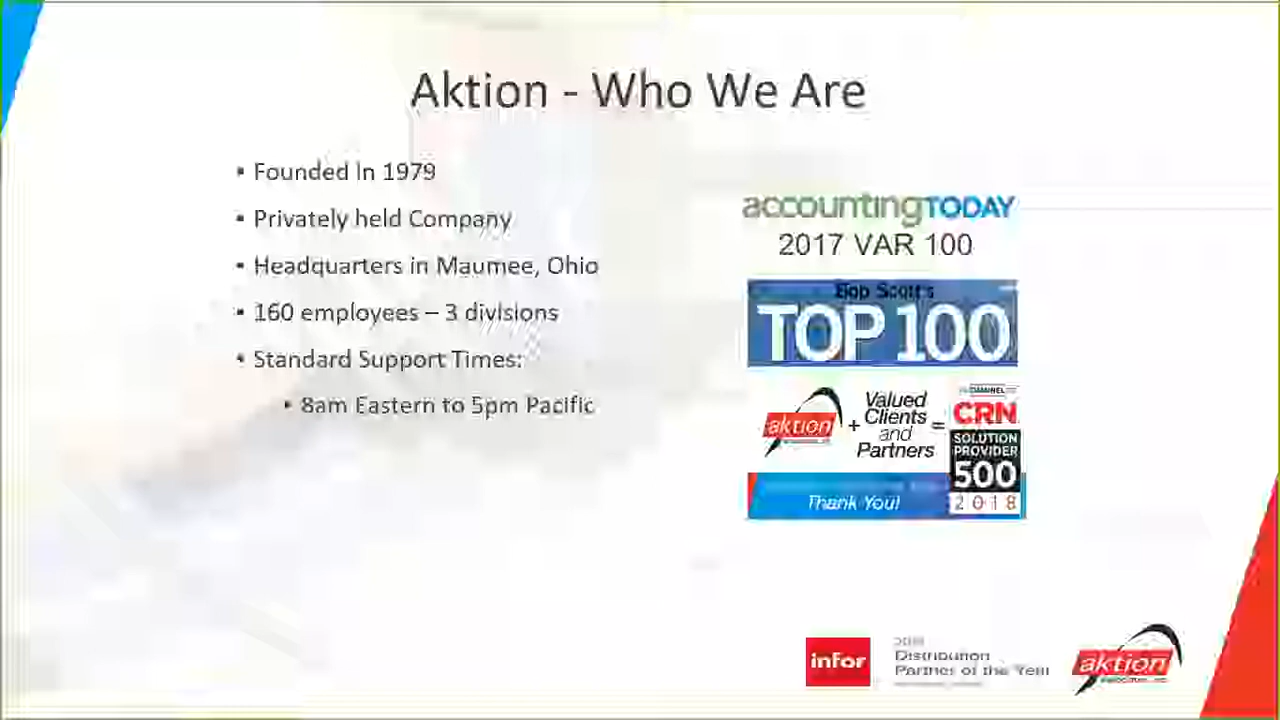 Aktion - Who We Are
▪ Founded in 1979
▪ Privately held Company
▪ Headquarters in Maumee, Ohio
▪ 160 employees – 3 divisions
▪ Standard Support Times:
▪ 8am Eastern to 5pm Pacific
accountingTODAY
2017 VAR 100
Bob Scott's
TOP 100
aktion + Valued Clients and Partners =
CHANNEL
CRN
SOLUTION
PROVIDER
500
2018
Thank You!
infor
Distribution
Partner of the Year
aktion